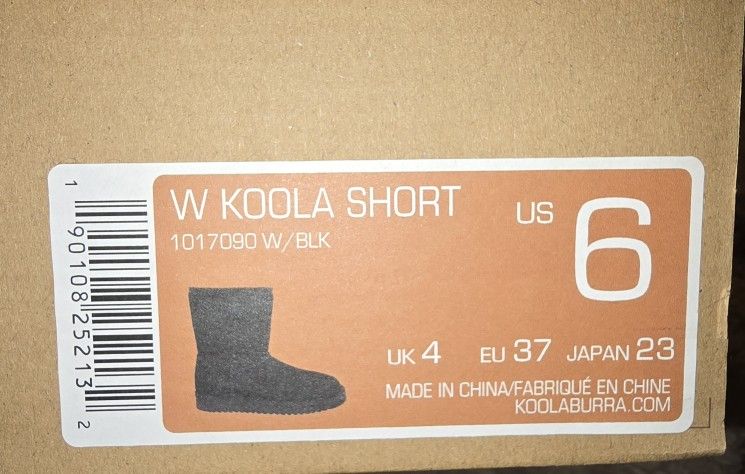 W KOOLA SHORT
1017090 W/BLK
US 6
UK 4 EU 37 JAPAN 23
MADE IN CHINA/FABRIQUÉ EN CHINE
KOOLABURRA.COM
1 90108 25213 2